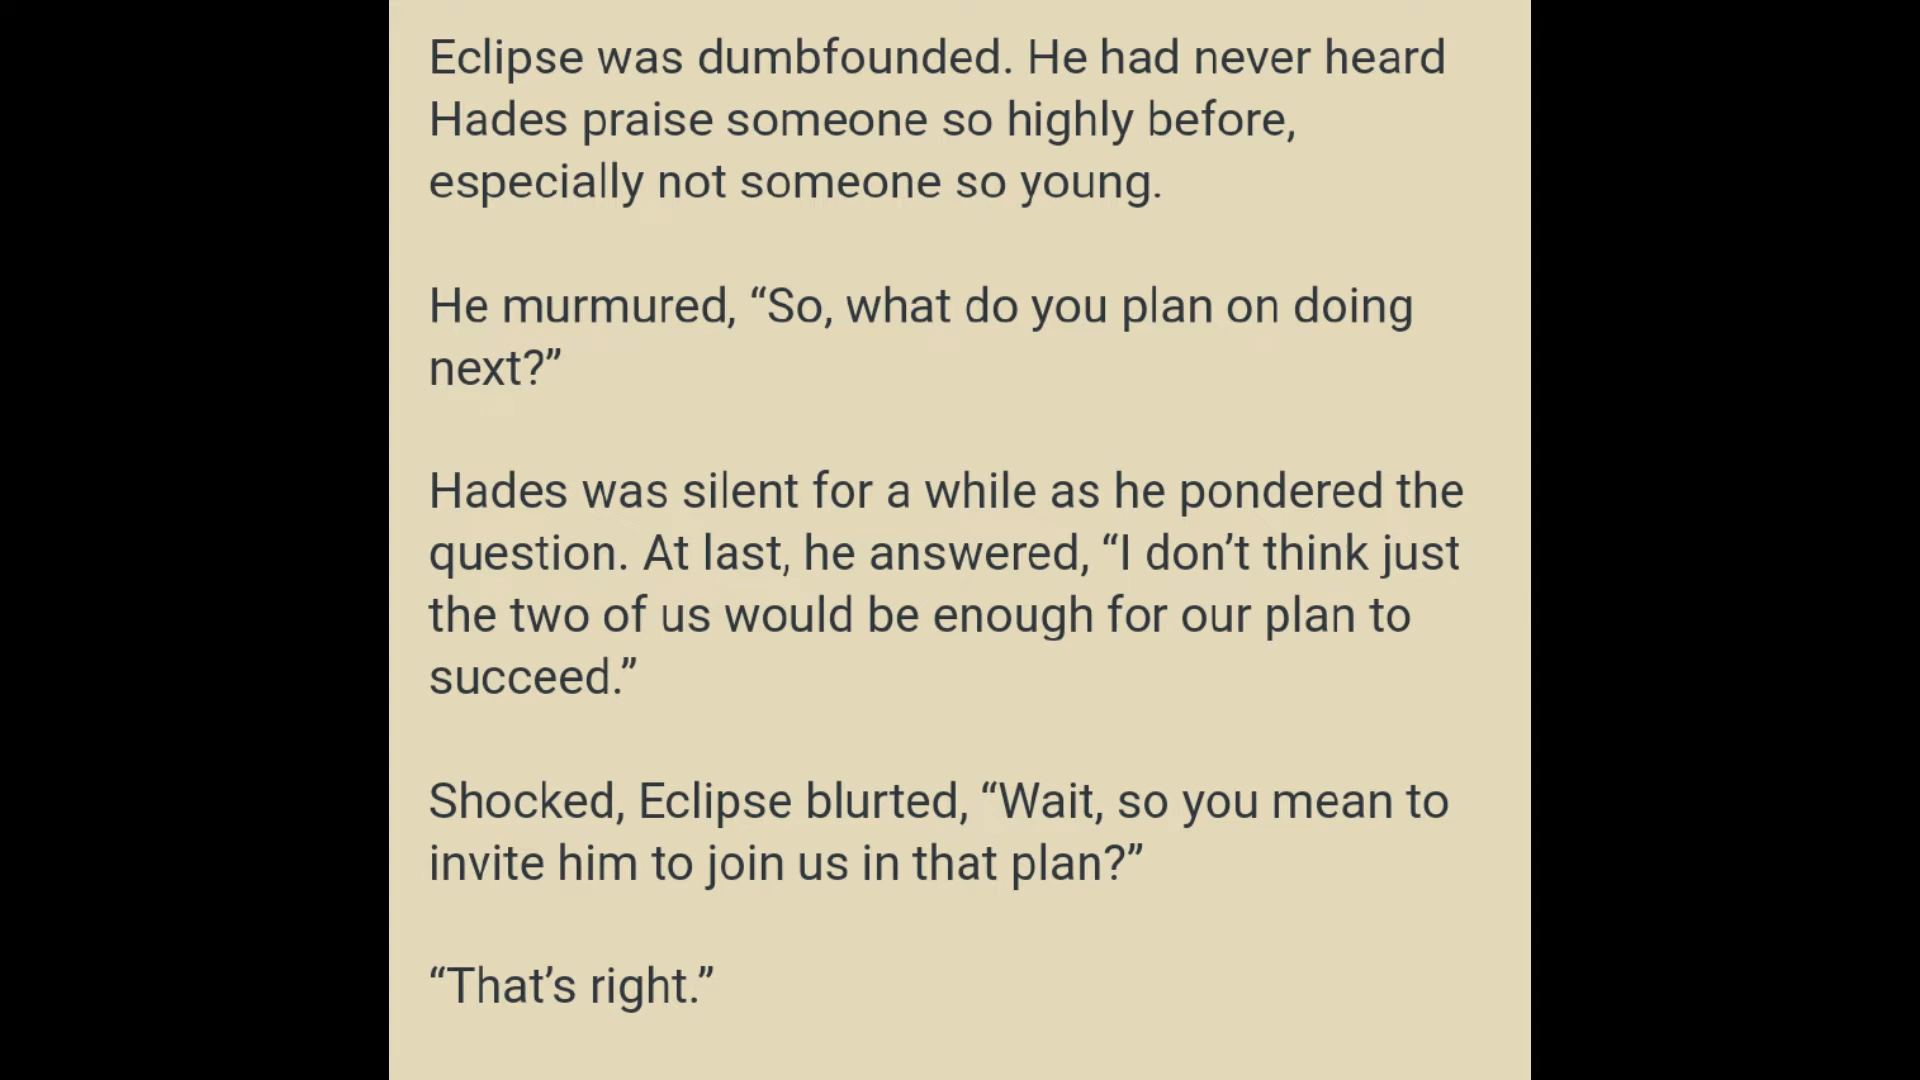 Eclipse was dumbfounded. He had never heard
Hades praise someone so highly before,
especially not someone so young.
He murmured, “So, what do you plan on doing
next?”
Hades was silent for a while as he pondered the
question. At last, he answered, “I don’t think just
the two of us would be enough for our plan to
succeed.”
Shocked, Eclipse blurted, “Wait, so you mean to
invite him to join us in that plan?”
“That’s right.”